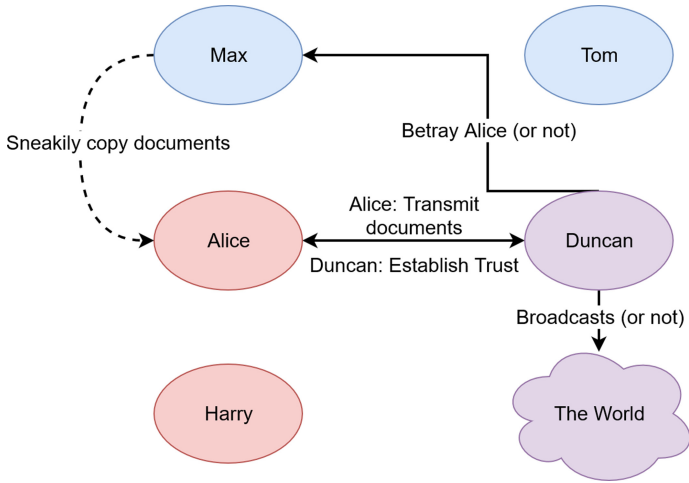 Max
Tom
Betray Alice (or not)
Sneakily copy documents
Alice: Transmit
documents
Alice
Duncan
Duncan: Establish Trust
Broadcasts (or not)
Harry
The World